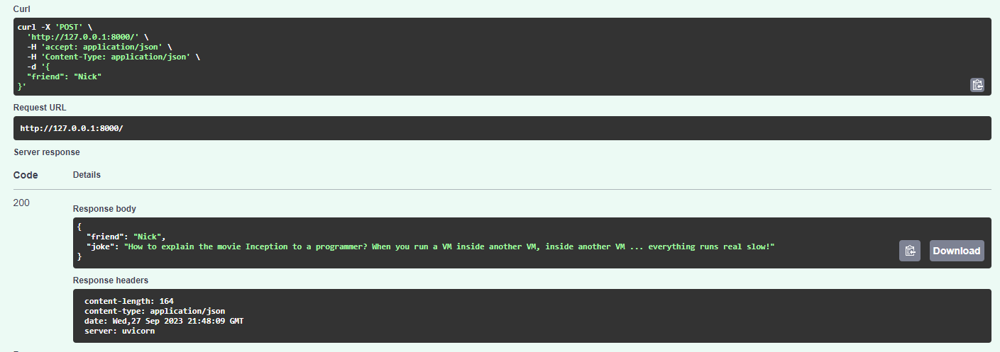 Curl
curl -X 'POST' \
  'http://127.0.0.1:8000/' \
  -H 'accept: application/json' \
  -H 'Content-Type: application/json' \
  -d '{
  "friend": "Nick"
}'
Request URL
http://127.0.0.1:8000/
Server response
Code Details
200
Response body
{
  "friend": "Nick",
  "joke": "How to explain the movie Inception to a programmer? When you run a VM inside another VM, inside another VM ... everything runs real slow!"
}
Download
Response headers
content-length: 164
content-type: application/json
date: Wed,27 Sep 2023 21:48:09 GMT
server: uvicorn